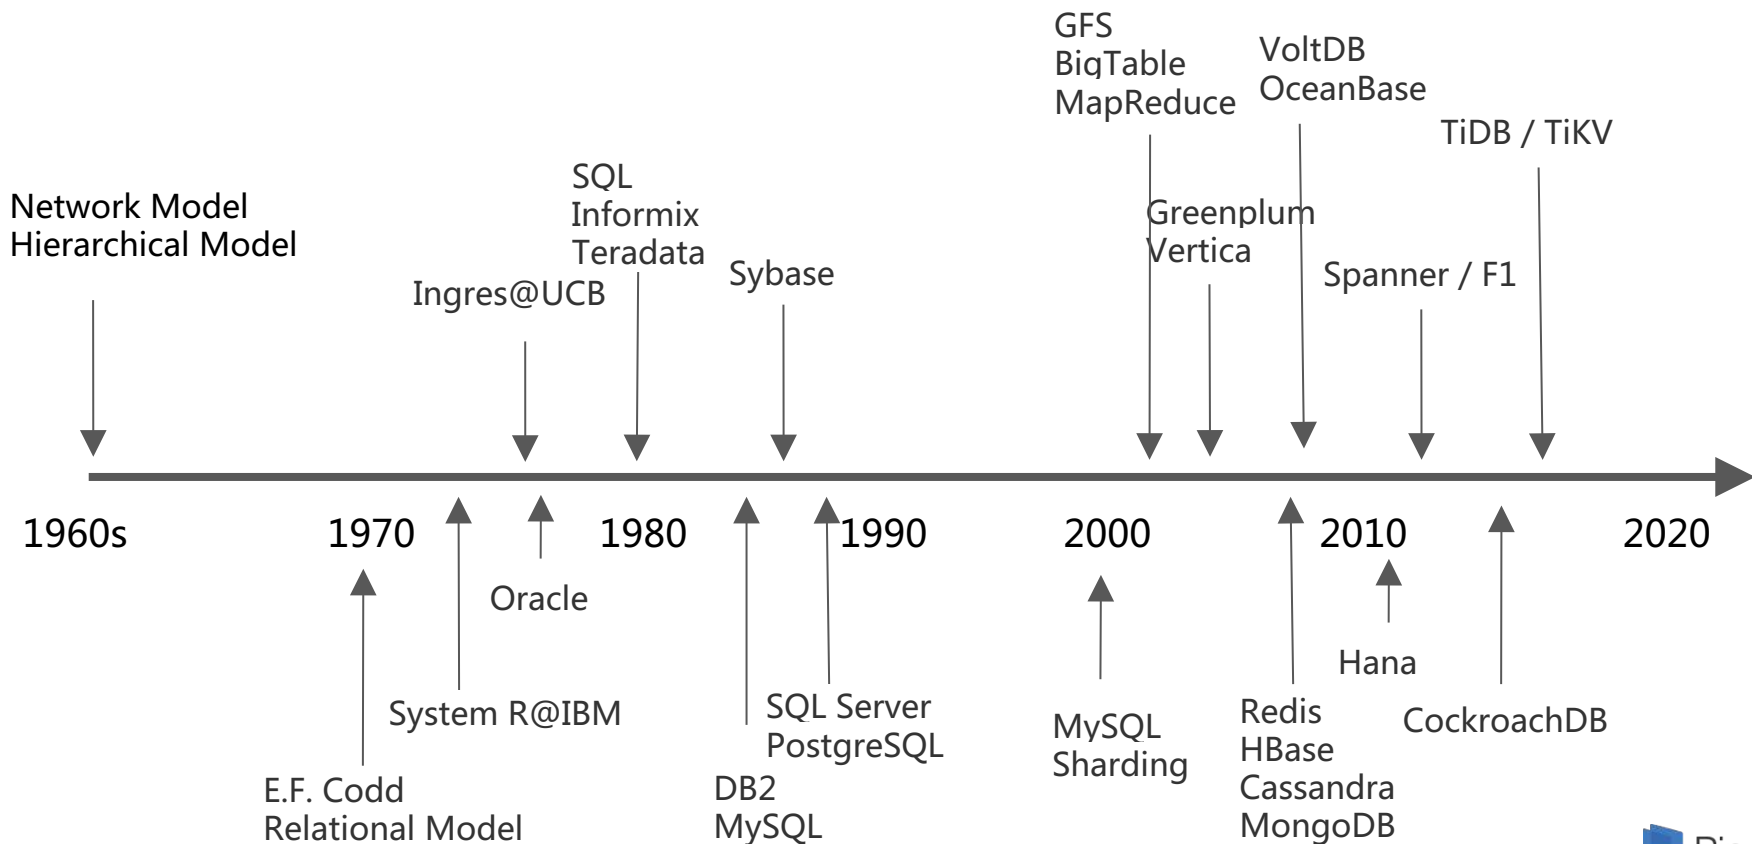 GFS
BigTable
MapReduce
VoltDB
OceanBase
TiDB / TiKV
SQL
Informix
Teradata
Network Model
Hierarchical Model
Greenplum
Vertica
Ingres@UCB
Sybase
Spanner / F1
1960s
1970
1980
1990
2000
2010
2020
Oracle
Hana
System R@IBM
SQL Server
PostgreSQL
MySQL
Sharding
Redis
HBase
Cassandra
MongoDB
CockroachDB
E.F. Codd
Relational Model
DB2
MySQL